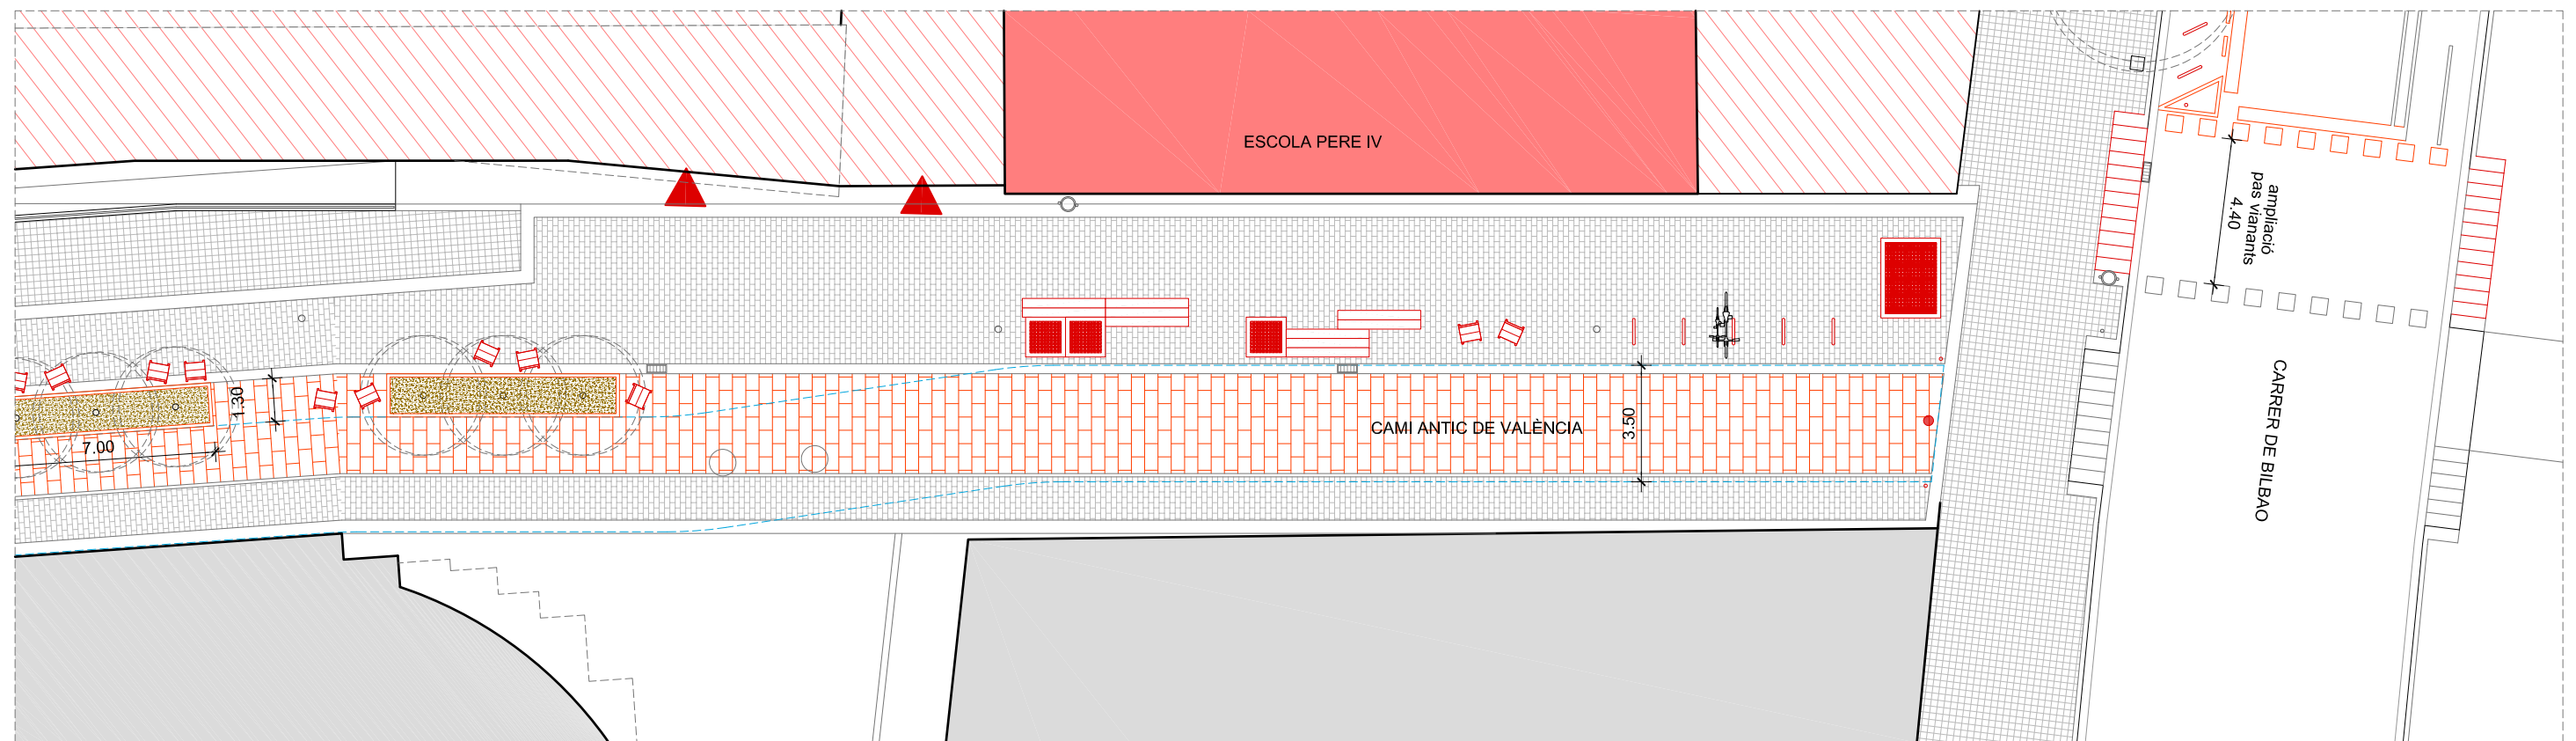 ESCOLA PERE IV
ampliació
pas vianants
4.40
1.30
7.00
CAMI ANTIC DE VALÈNCIA
3.50
CARRER DE BILBAO